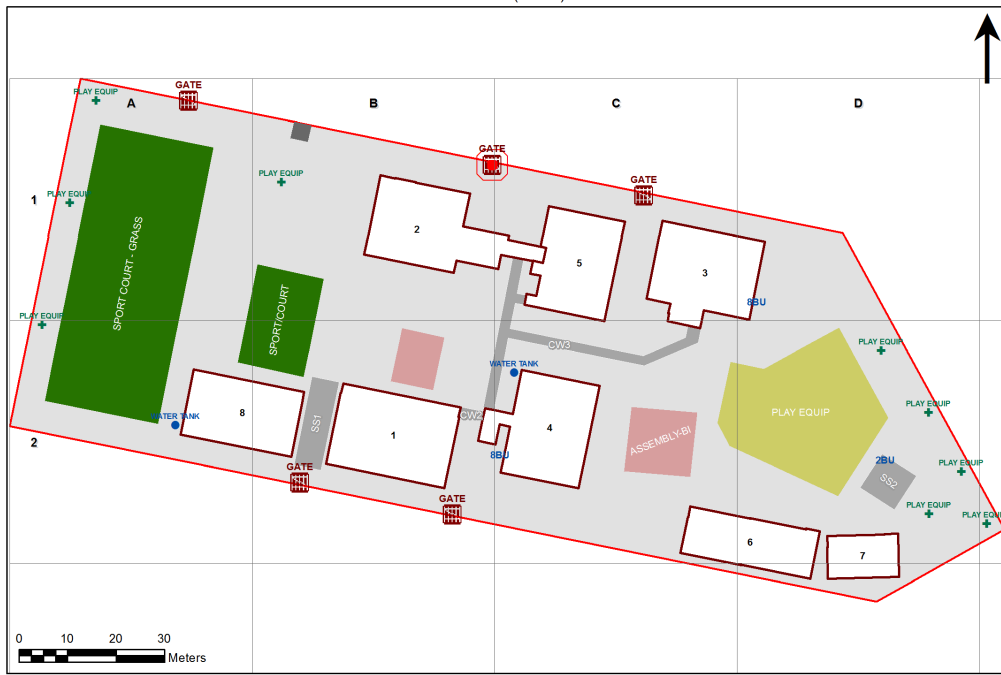 GATE
PLAY EQUIP
A
B
C
D
GATE
PLAY EQUIP
GATE
1
PLAY EQUIP
2
5
3
SPORT COURT - GRASS
8BU
PLAY EQUIP
SPORT/COURT
CW3
PLAY EQUIP
WATER TANK
PLAY EQUIP
WATER TANK
8
SS1
CW2
PLAY EQUIP
2
1
4
ASSEMBLY-BI
8BU
2BU
PLAY EQUIP
GATE
SS2
GATE
PLAY EQUIP
PLAY EQUIP
6
7
0 10 20 30
Meters